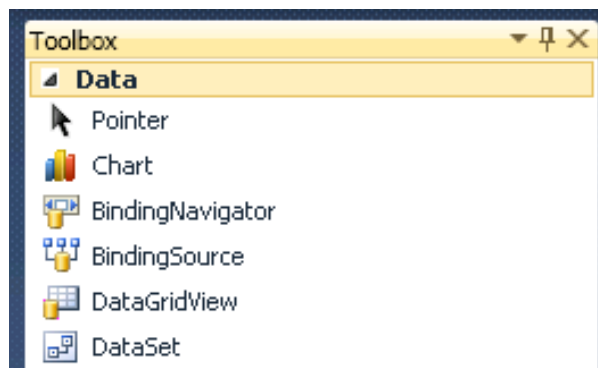 Toolbox
Data
Pointer
Chart
BindingNavigator
BindingSource
DataGridView
DataSet